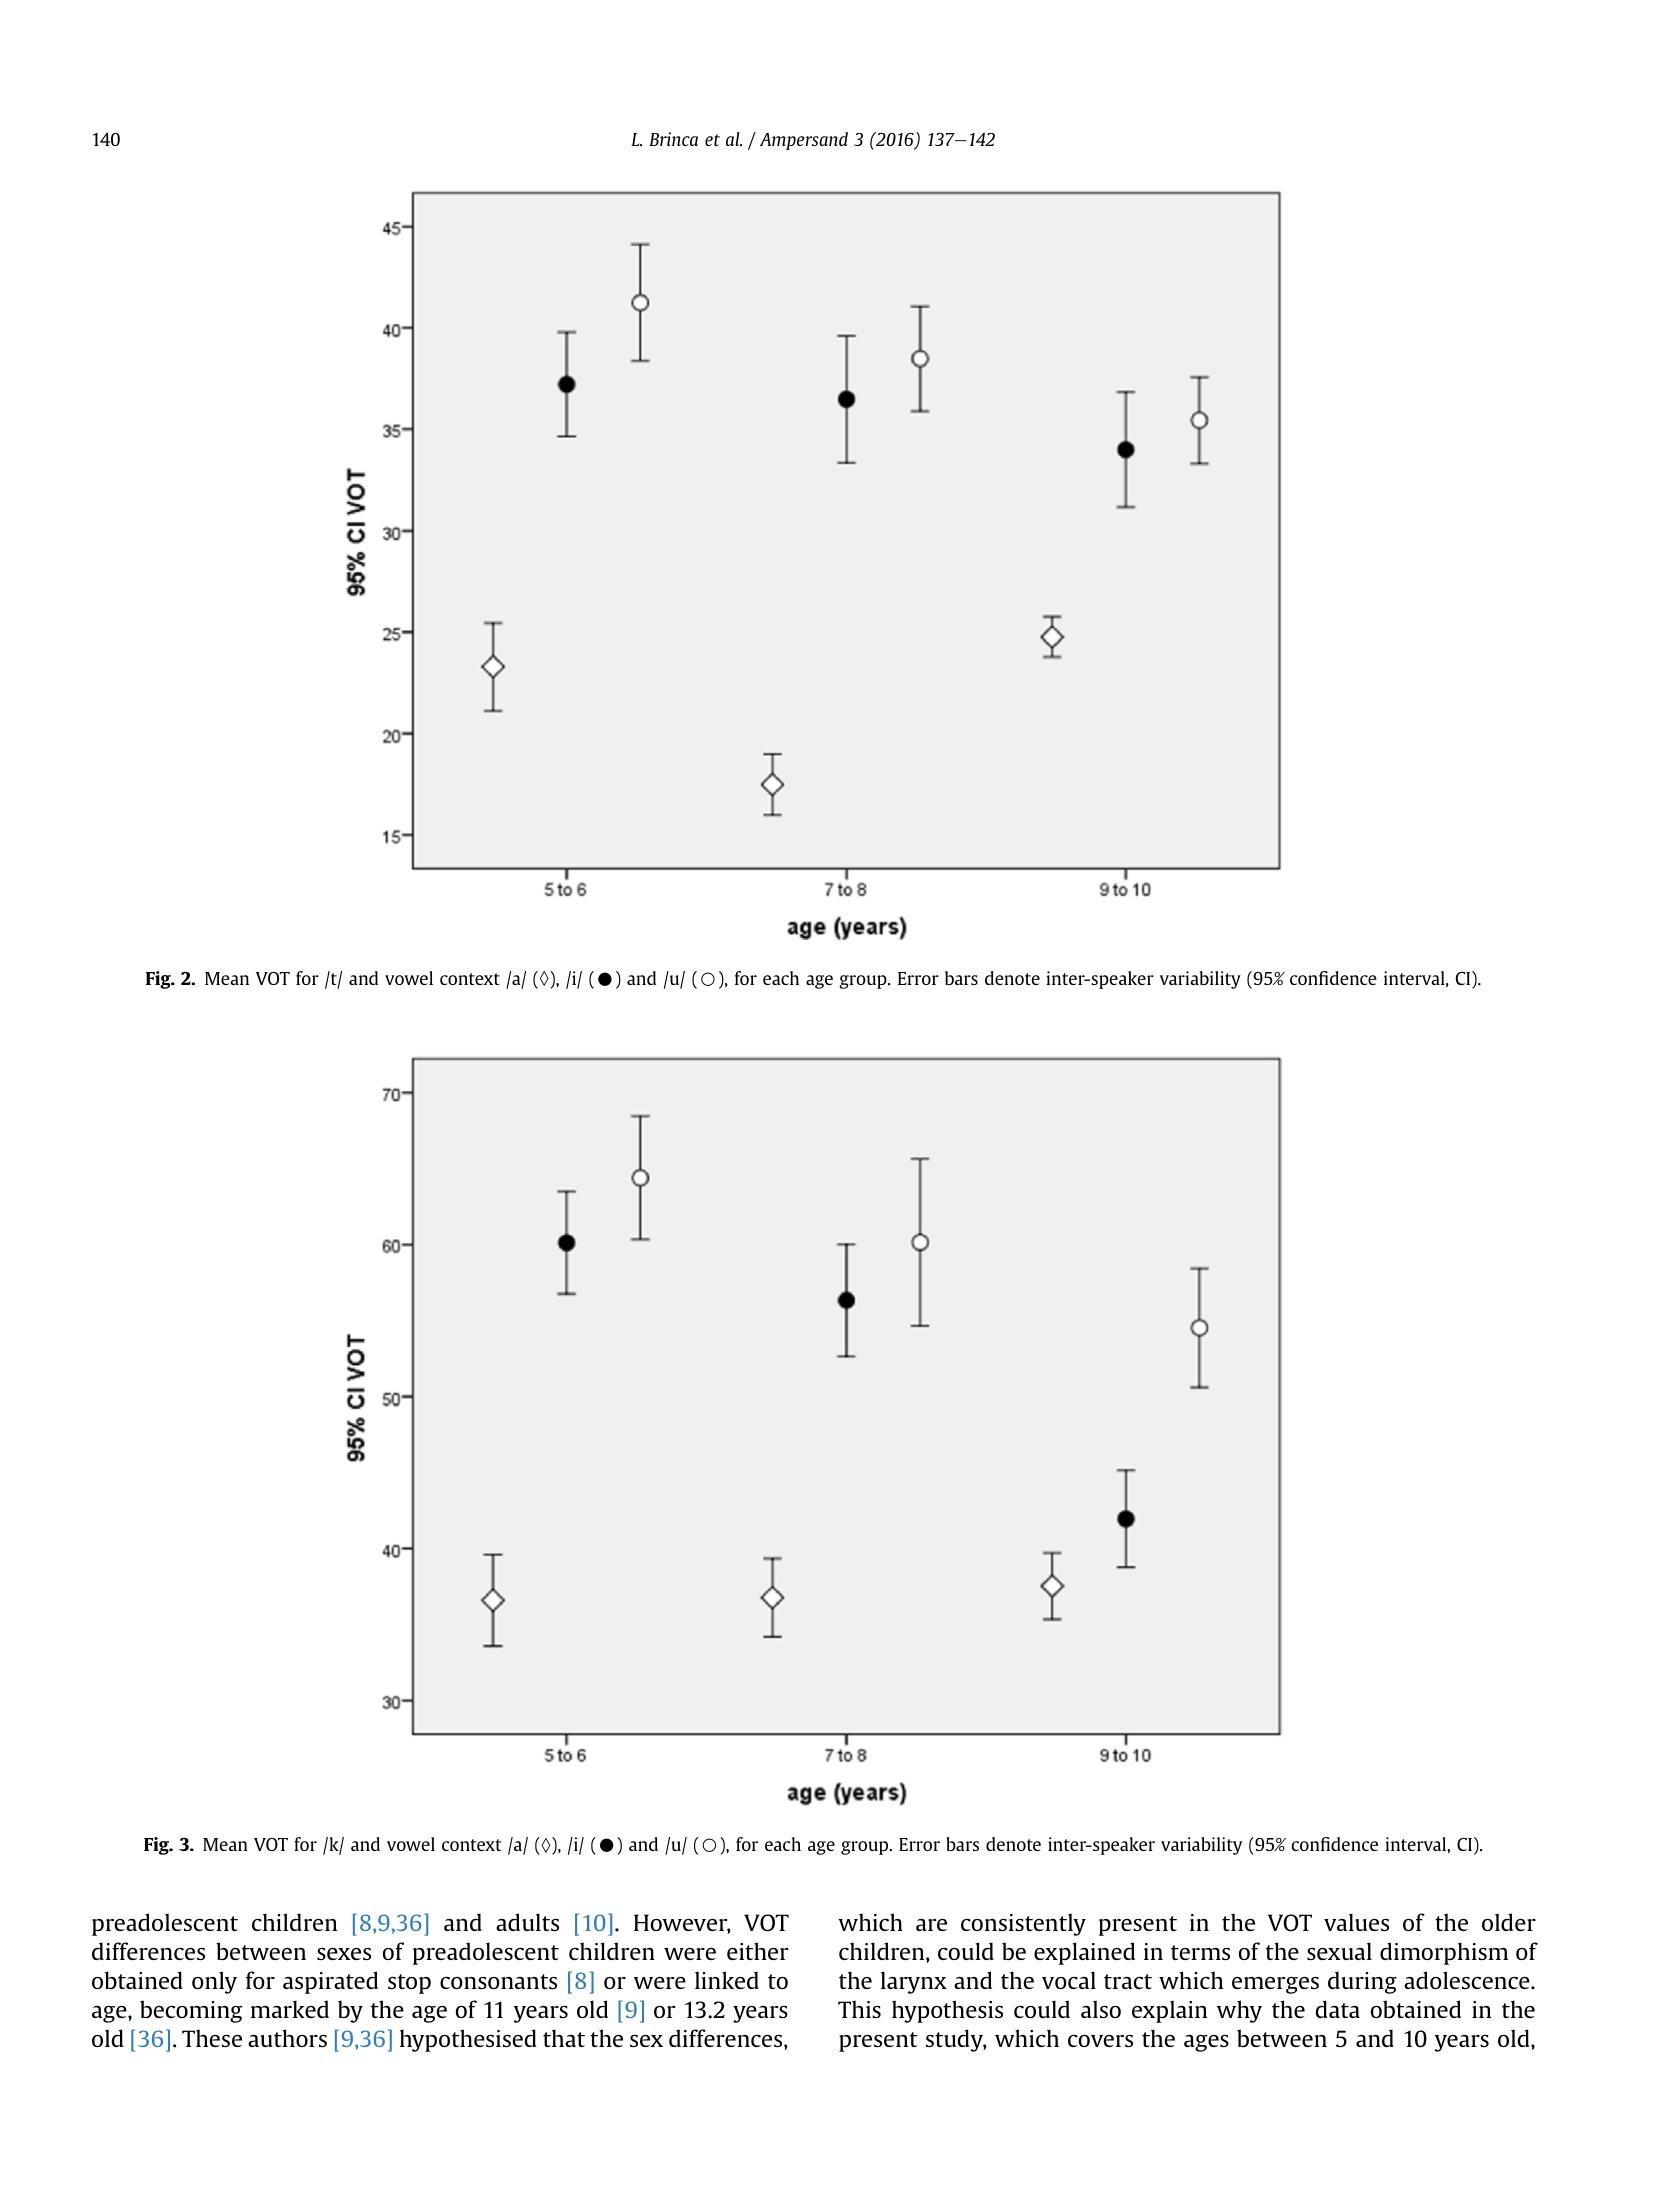 140
L. Brinca et al. / Ampersand 3 (2016) 137–142
45
40
35
30
25
20
15
95% CI VOT
5 to 6 7 to 8 9 to 10
age (years)
Fig. 2. Mean VOT for /t/ and vowel context /a/ (◊), /i/ (●) and /u/ (○), for each age group. Error bars denote inter-speaker variability (95% confidence interval, CI).
70
60
50
40
30
95% CI VOT
5 to 6 7 to 8 9 to 10
age (years)
Fig. 3. Mean VOT for /k/ and vowel context /a/ (◊), /i/ (●) and /u/ (○), for each age group. Error bars denote inter-speaker variability (95% confidence interval, CI).
preadolescent children [8,9,36] and adults [10]. However, VOT
differences between sexes of preadolescent children were either
obtained only for aspirated stop consonants [8] or were linked to
age, becoming marked by the age of 11 years old [9] or 13.2 years
old [36]. These authors [9,36] hypothesised that the sex differences,
which are consistently present in the VOT values of the older
children, could be explained in terms of the sexual dimorphism of
the larynx and the vocal tract which emerges during adolescence.
This hypothesis could also explain why the data obtained in the
present study, which covers the ages between 5 and 10 years old,